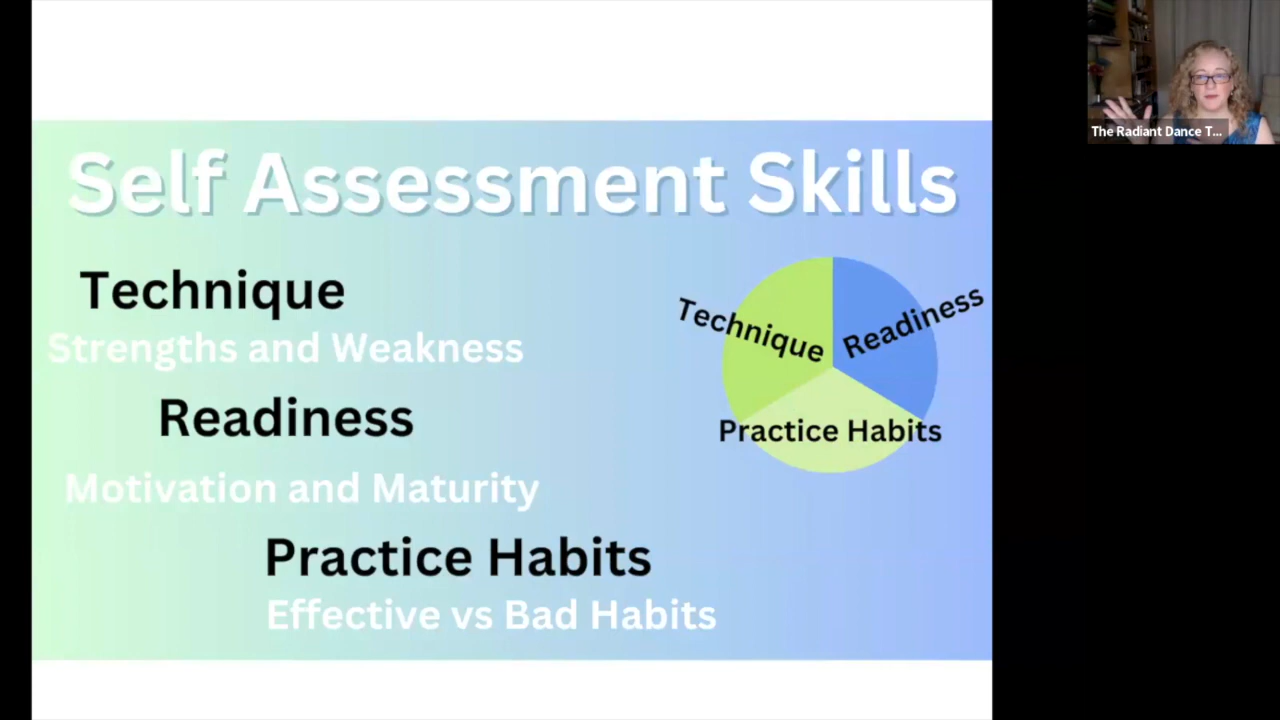 Self Assessment Skills
Technique
Strengths and Weakness
Readiness
Motivation and Maturity
Practice Habits
Effective vs Bad Habits
Technique
Readiness
Practice Habits
The Radiant Dance T...